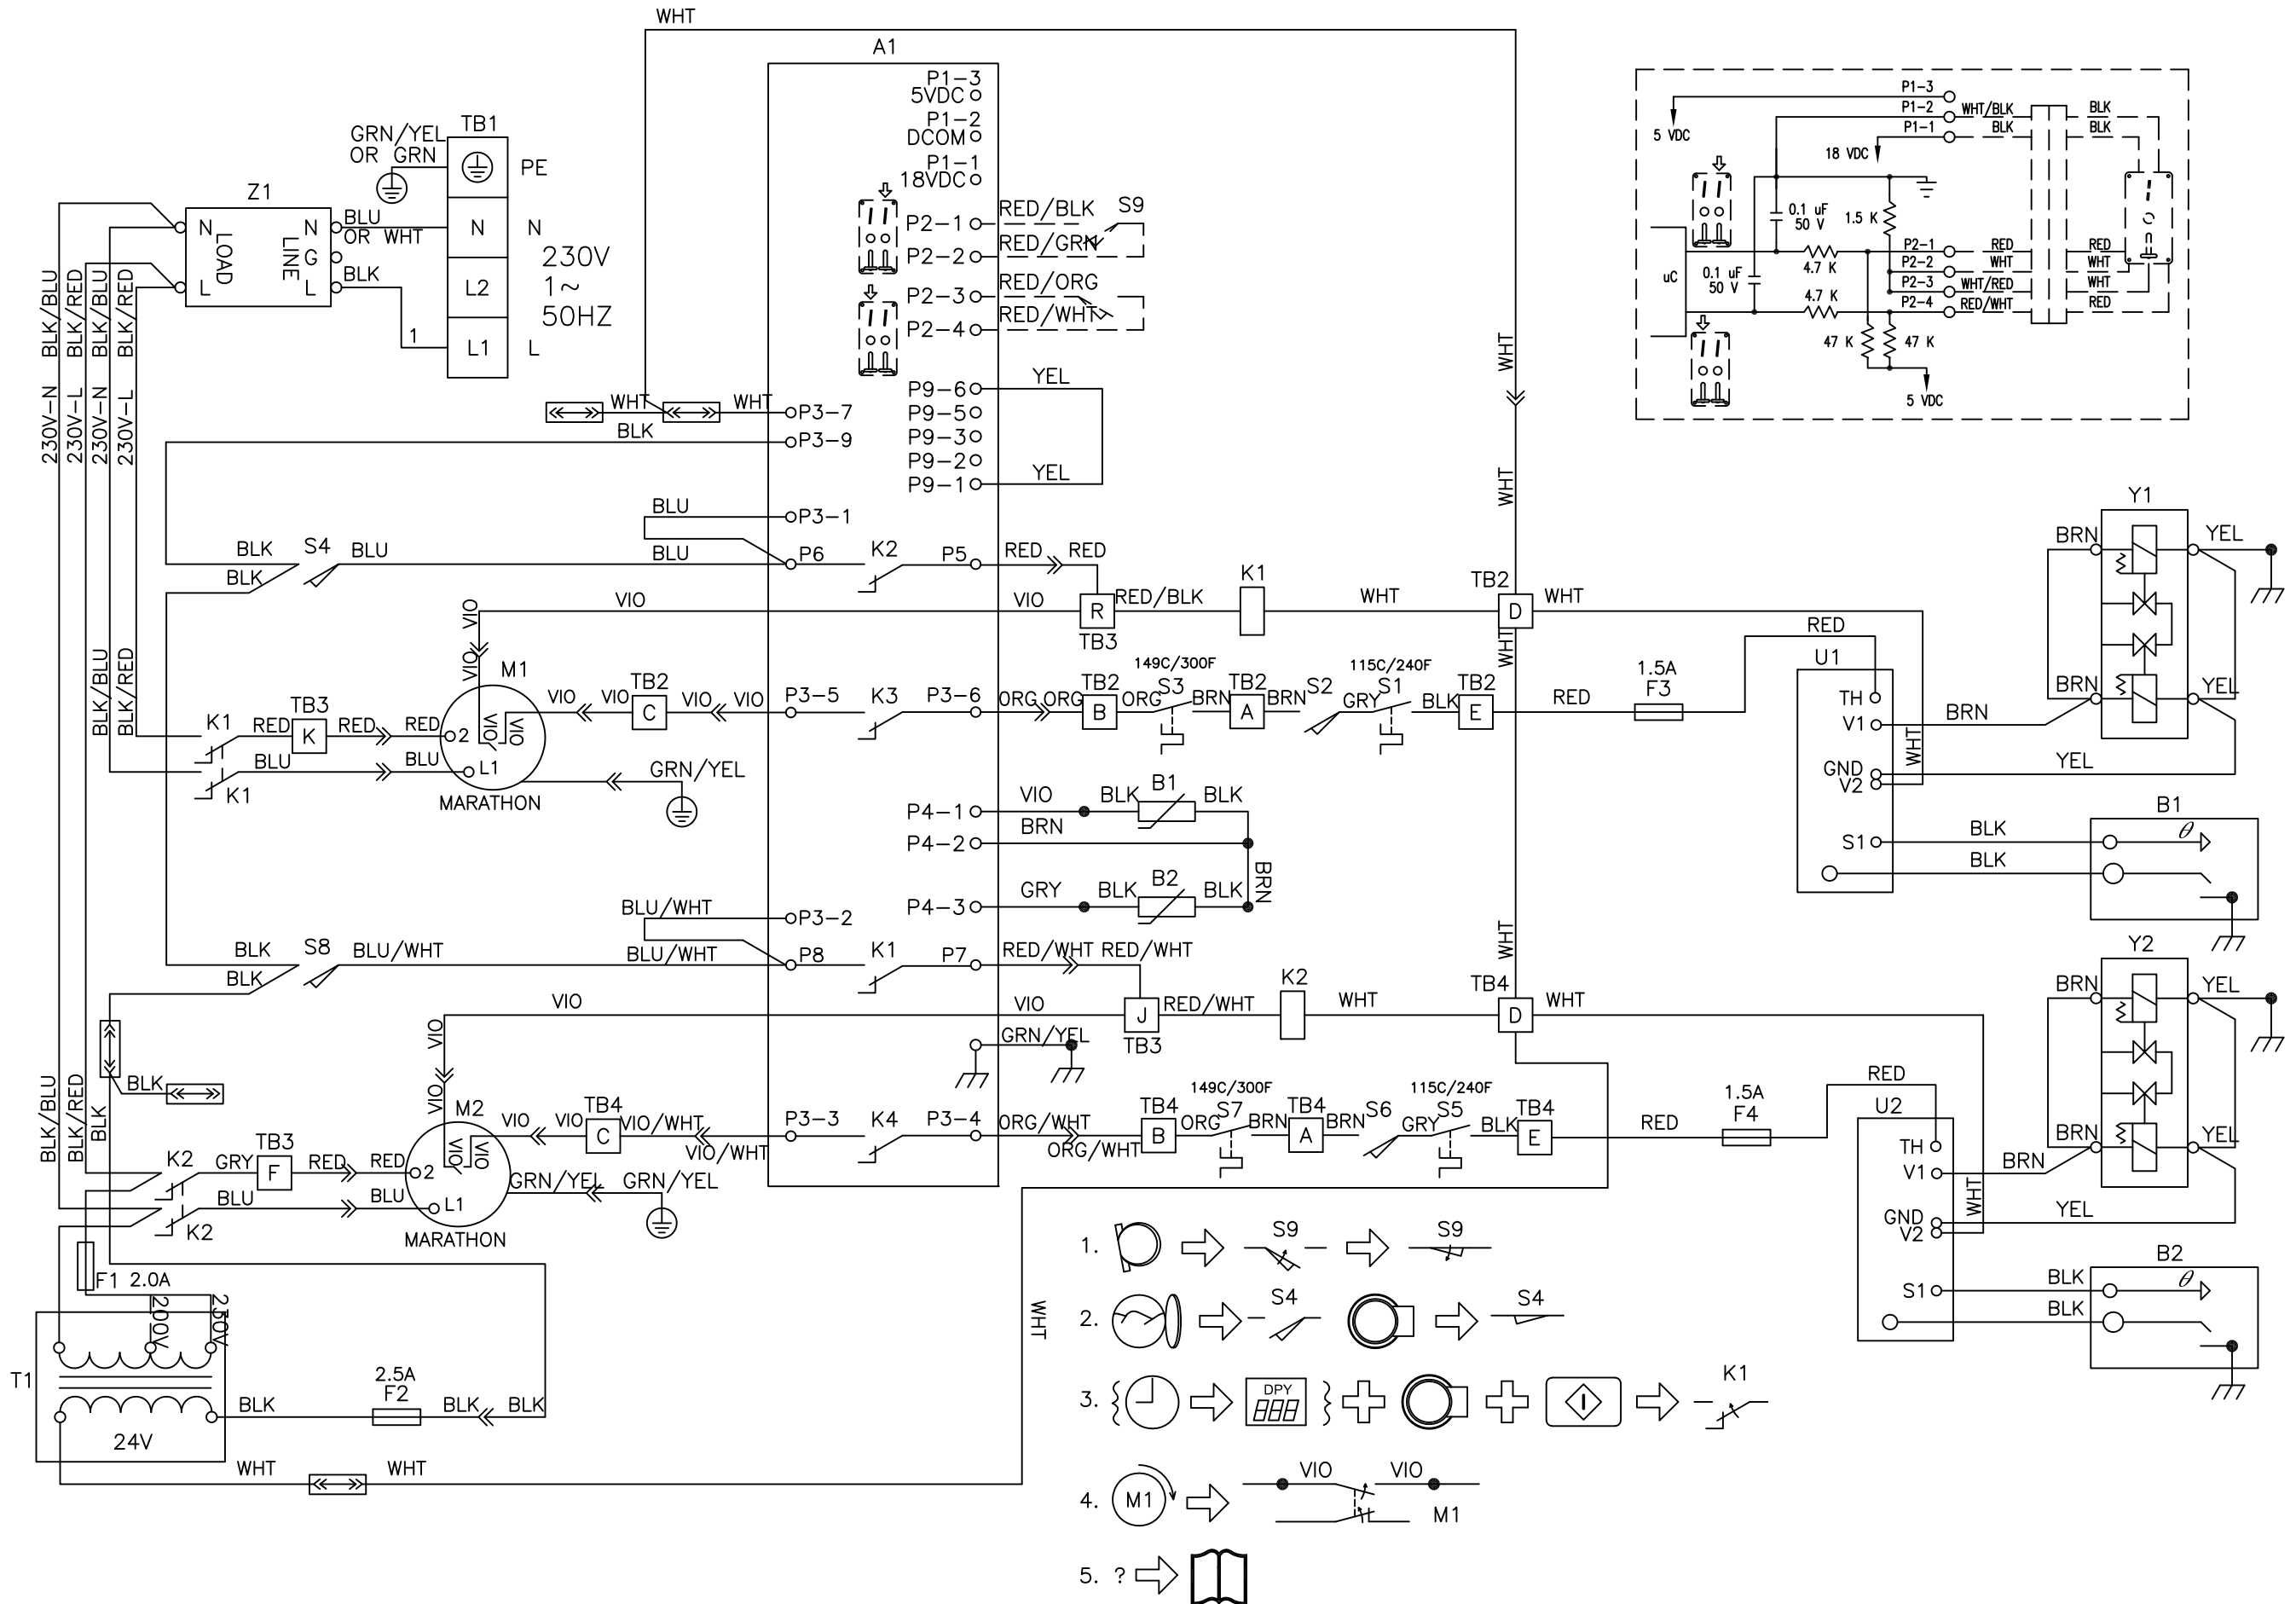 WHT
A1
P1-3
5VDC
P1-2
DCOM
P1-1
18VDC
P2-1
P2-2
P2-3
P2-4
RED/BLK
S9
RED/GRN
RED/ORG
RED/WHT
P9-6
P9-5
P9-3
P9-2
P9-1
YEL
YEL
GRN/YEL
OR GRN
TB1
PE
N
N
L2
L1
L
230V
1~
50HZ
Z1
N
N
G
L
L
LOAD
LINE
BLU
OR WHT
BLK
1
230V-N BLK/BLU
230V-L BLK/RED
230V-N BLK/BLU
230V-L BLK/RED
WHT
WHT
P3-7
BLK
P3-9
BLU
P3-1
BLK
S4
BLU
BLU
P6
K2
P5
RED
RED
BLK
K1
TB2
VIO
VIO
VIO
R
TB3
RED/BLK
WHT
D
WHT
WHT
WHT
WHT
P1-3
P1-2
P1-1
WHT/BLK
BLK
BLK
BLK
5 VDC
18 VDC
0.1 uF
50 V
1.5 K
uC
0.1 uF
50 V
4.7 K
4.7 K
47 K
47 K
5 VDC
P2-1
P2-2
P2-3
P2-4
RED
WHT
WHT/RED
RED/WHT
RED
WHT
WHT
RED
Y1
BRN
YEL
BRN
YEL
BLK/BLU
BLK/RED
K1
RED
TB3
K
RED
RED
2
BLU
BLU
L1
K1
VIO
M1
VIO
VIO
MARATHON
VIO
VIO
TB2
C
VIO
VIO
P3-5
K3
P3-6
GRN/YEL
ORG
ORG
TB2
B
149C/300F
ORG
S3
BRN
TB2
A
BRN
S2
115C/240F
GRY
S1
BLK
TB2
E
RED
1.5A
F3
RED
U1
TH
V1
GND
V2
S1
BRN
WHT
YEL
B1
θ
BLK
BLK
P4-1
P4-2
P4-3
VIO
BLK
B1
BLK
BRN
GRY
BLK
B2
BLK
BRN
BLU/WHT
P3-2
BLK
S8
BLU/WHT
BLU/WHT
P8
K1
P7
RED/WHT
RED/WHT
BLK
WHT
K2
TB4
VIO
VIO
J
TB3
RED/WHT
WHT
D
WHT
GRN/YEL
VIO
VIO
Y2
BRN
YEL
BRN
YEL
BLK/BLU
BLK/RED
BLK
BLK
K2
GRY
TB3
F
RED
RED
2
BLU
BLU
L1
K2
M2
VIO
VIO
MARATHON
VIO
VIO
TB4
C
VIO/WHT
VIO/WHT
P3-3
K4
P3-4
GRN/YEL
GRN/YEL
ORG/WHT
ORG/WHT
TB4
B
149C/300F
ORG
S7
BRN
TB4
A
BRN
S6
115C/240F
GRY
S5
BLK
TB4
E
RED
1.5A
F4
RED
U2
TH
V1
GND
V2
S1
BRN
WHT
YEL
B2
θ
BLK
BLK
F1 2.0A
200V
230V
T1
24V
BLK
2.5A
F2
BLK
BLK
WHT
WHT
WHT
1.
S9
S9
2.
S4
S4
3.
DPY
888
K1
4.
M1
VIO
VIO
M1
5. ?